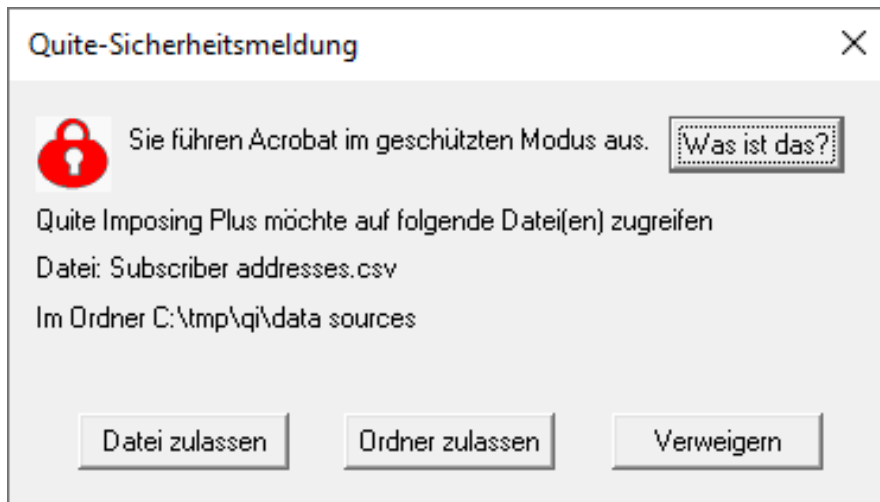 Quite-Sicherheitsmeldung
Sie führen Acrobat im geschützten Modus aus.
Was ist das?
Quite Imposing Plus möchte auf folgende Datei(en) zugreifen
Datei: Subscriber addresses.csv
Im Ordner C:\tmp\qi\data sources
Datei zulassen
Ordner zulassen
Verweigern